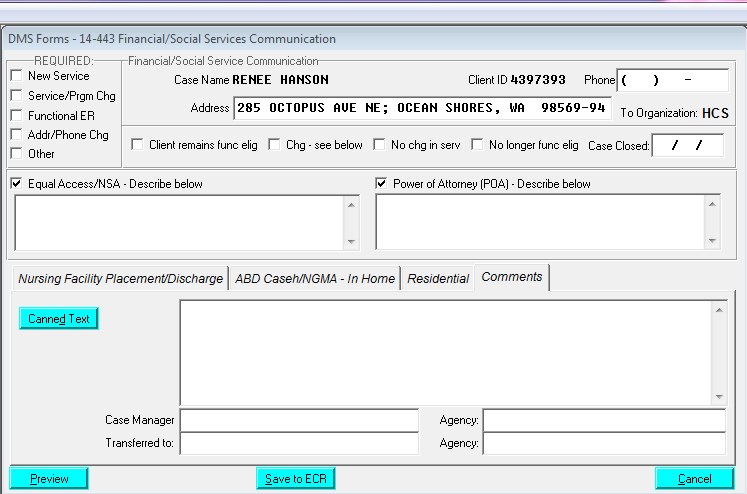 DMS Forms - 14-443 Financial/Social Services Communication
REQUIRED:
Financial/Social Service Communication
New Service
Case Name RENEE HANSON Client ID 4397393 Phone ( ) -
Service/Prgm Chg
Address 285 OCTOPUS AVE NE; OCEAN SHORES, WA 98569-94
Functional ER
To Organization: HCS
Addr/Phone Chg
Other
Client remains func elig Chg - see below No chg in serv No longer func elig Case Closed: / /
Equal Access/NSA - Describe below Power of Attorney (POA) - Describe below
Nursing Facility Placement/Discharge ABD Caseh/NGMA - In Home Residential Comments
Canned Text
Case Manager Agency:
Transferred to: Agency:
Preview Save to ECR Cancel